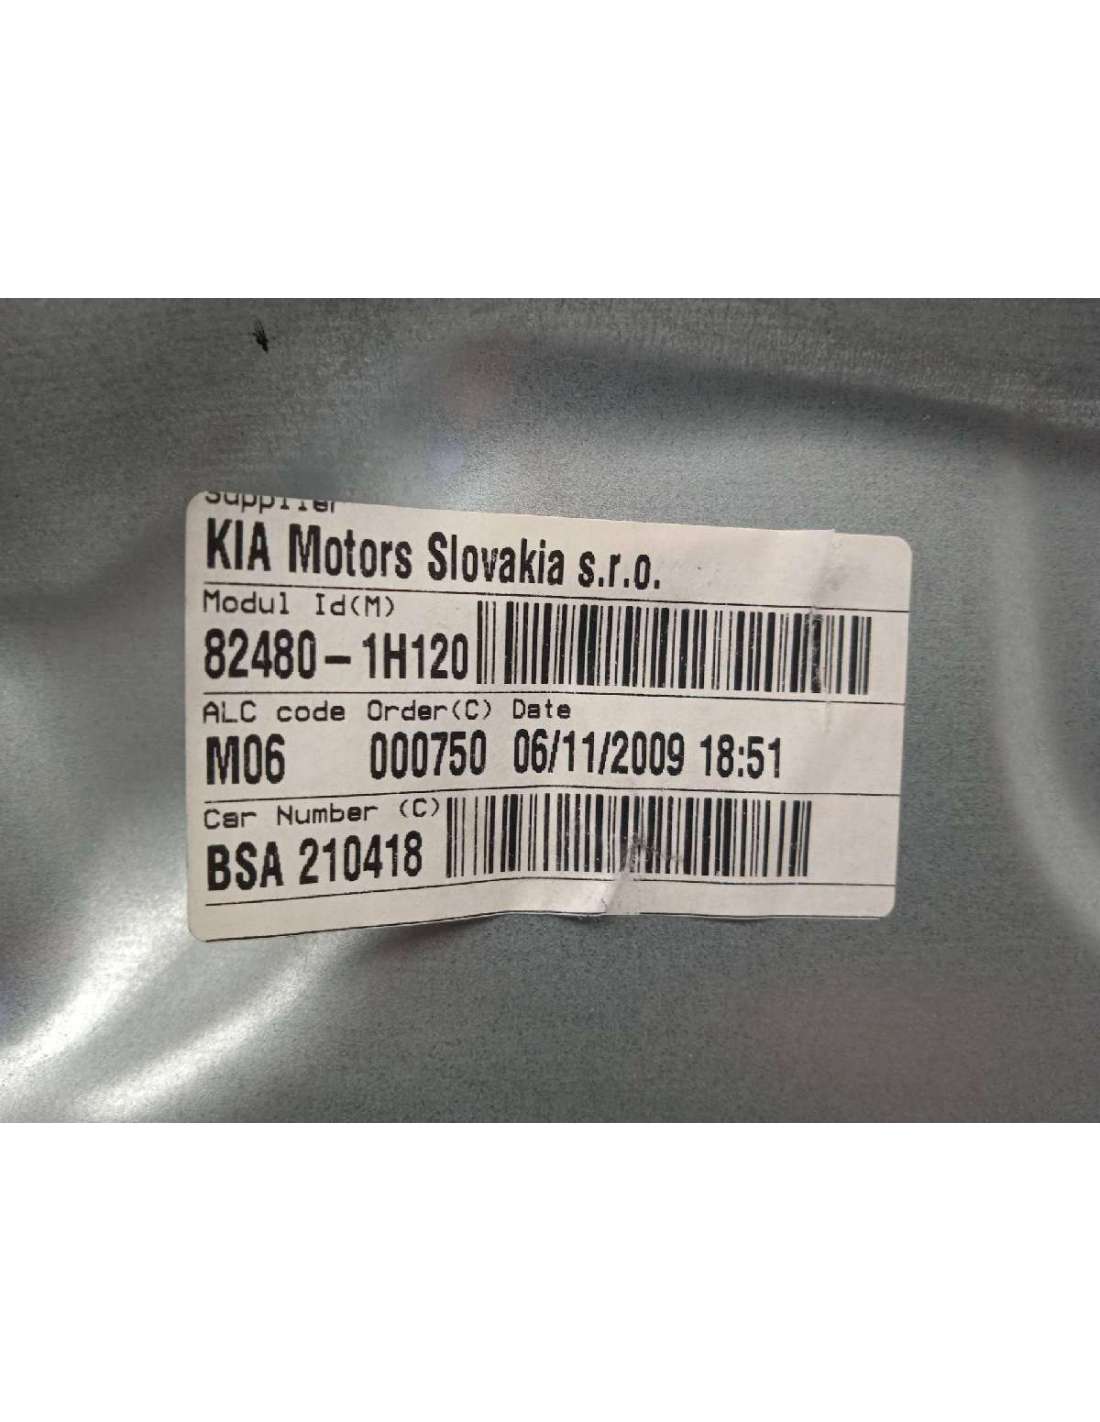 Supplier
KIA Motors Slovakia s.r.o.
Modul Id(M)
82480-1H120
ALC code Order(C) Date
M06 000750 06/11/2009 18:51
Car Number (C)
BSA 210418